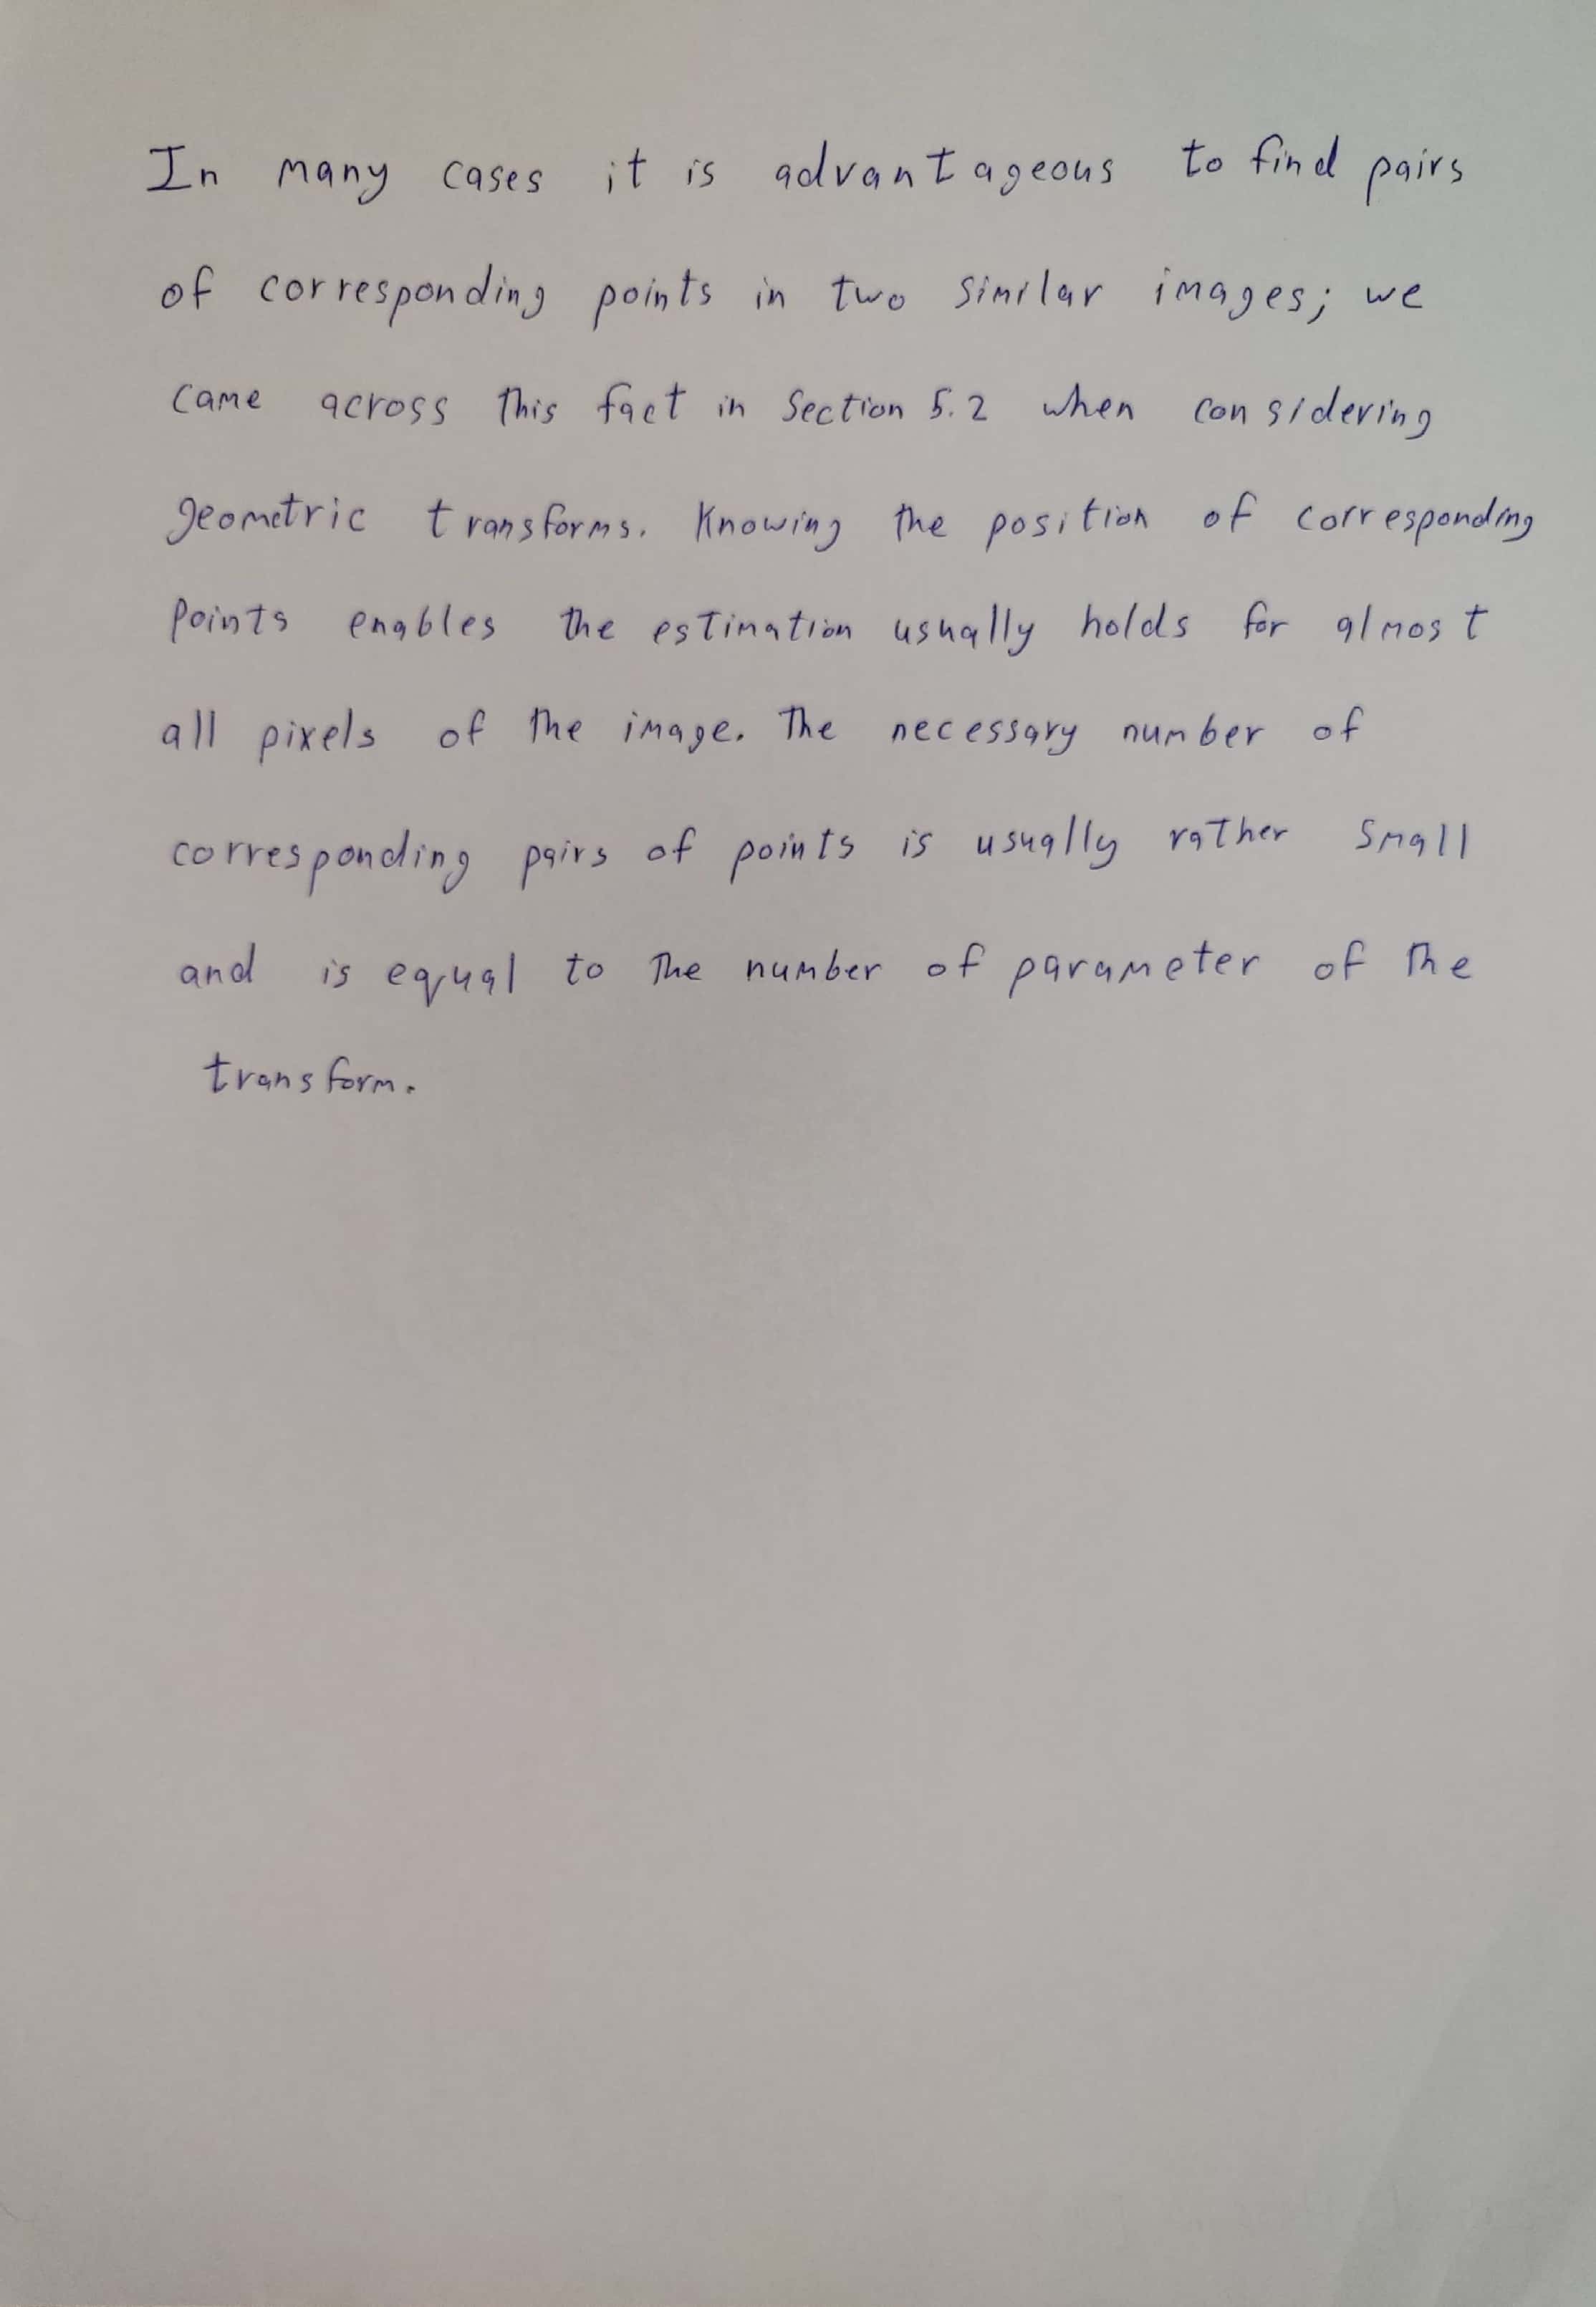 In many cases it is advantageous to find pairs
of corresponding points in two similar images; we
came across this fact in Section 5.2 when considering
geometric transforms. Knowing the position of corresponding
points enables the estimation usually holds for almost
all pixels of the image. The necessary number of
corresponding pairs of points is usually rather small
and is equal to the number of parameter of the
transform.